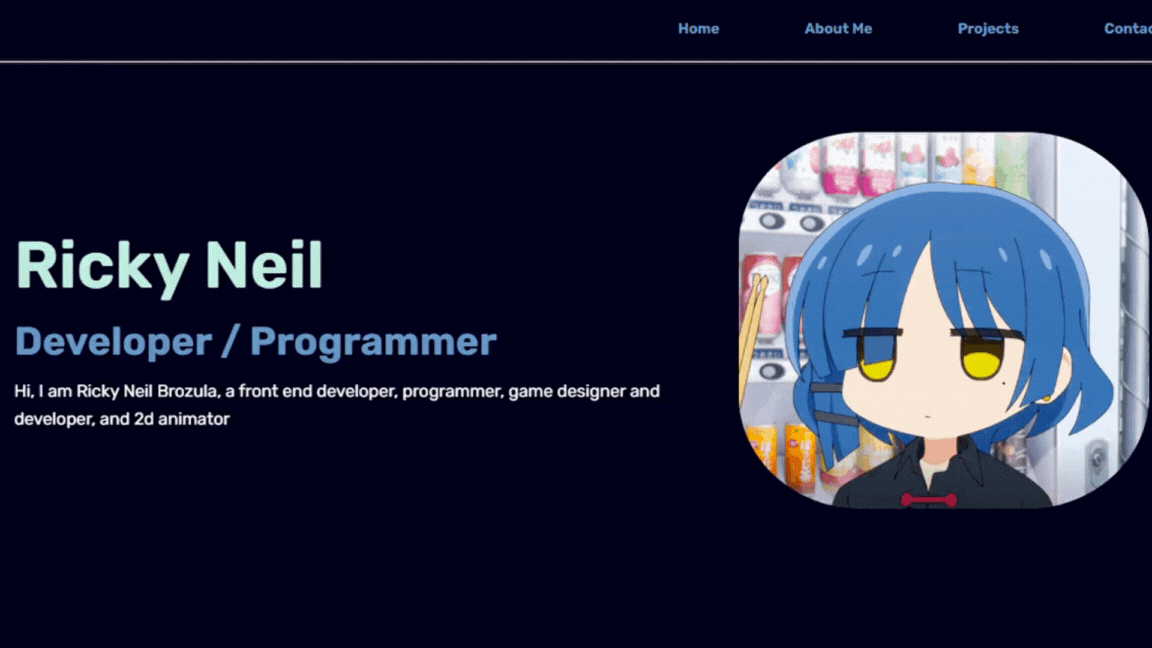 Home About Me Projects Contac
Ricky Neil
Developer / Programmer
Hi, I am Ricky Neil Brozula, a front end developer, programmer, game designer and
developer, and 2d animator